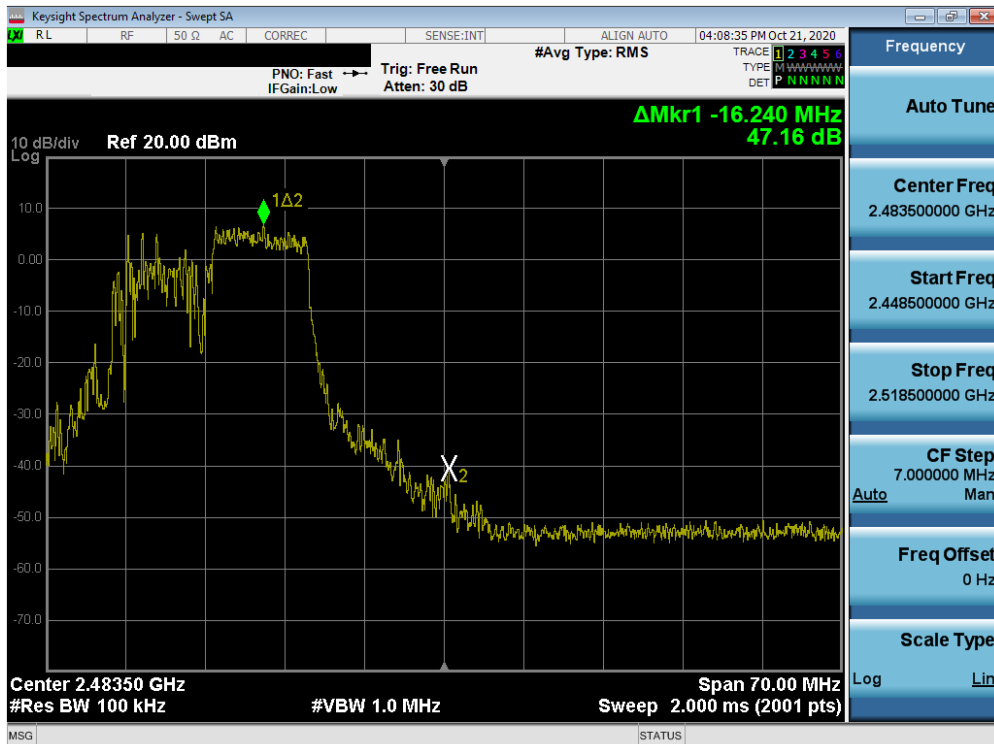 Keysight Spectrum Analyzer - Swept SA
LXI RL RF 50 Ω AC CORREC SENSE:INT ALIGN AUTO 04:08:35 PM Oct 21, 2020
Frequency
PNO: Fast
IFGain:Low
Trig: Free Run
Atten: 30 dB
#Avg Type: RMS
TRACE 1 2 3 4 5 6
TYPE M W W W W W
DET P N N N N N
Auto Tune
ΔMkr1 -16.240 MHz
47.16 dB
10 dB/div Ref 20.00 dBm
Log
10.0
0.00
-10.0
-20.0
-30.0
-40.0
-50.0
-60.0
-70.0
1Δ2
X2
Center Freq
2.483500000 GHz
Start Freq
2.448500000 GHz
Stop Freq
2.518500000 GHz
CF Step
7.000000 MHz
Auto Man
Freq Offset
0 Hz
Scale Type
Log Lin
Center 2.48350 GHz Span 70.00 MHz
#Res BW 100 kHz #VBW 1.0 MHz Sweep 2.000 ms (2001 pts)
MSG STATUS